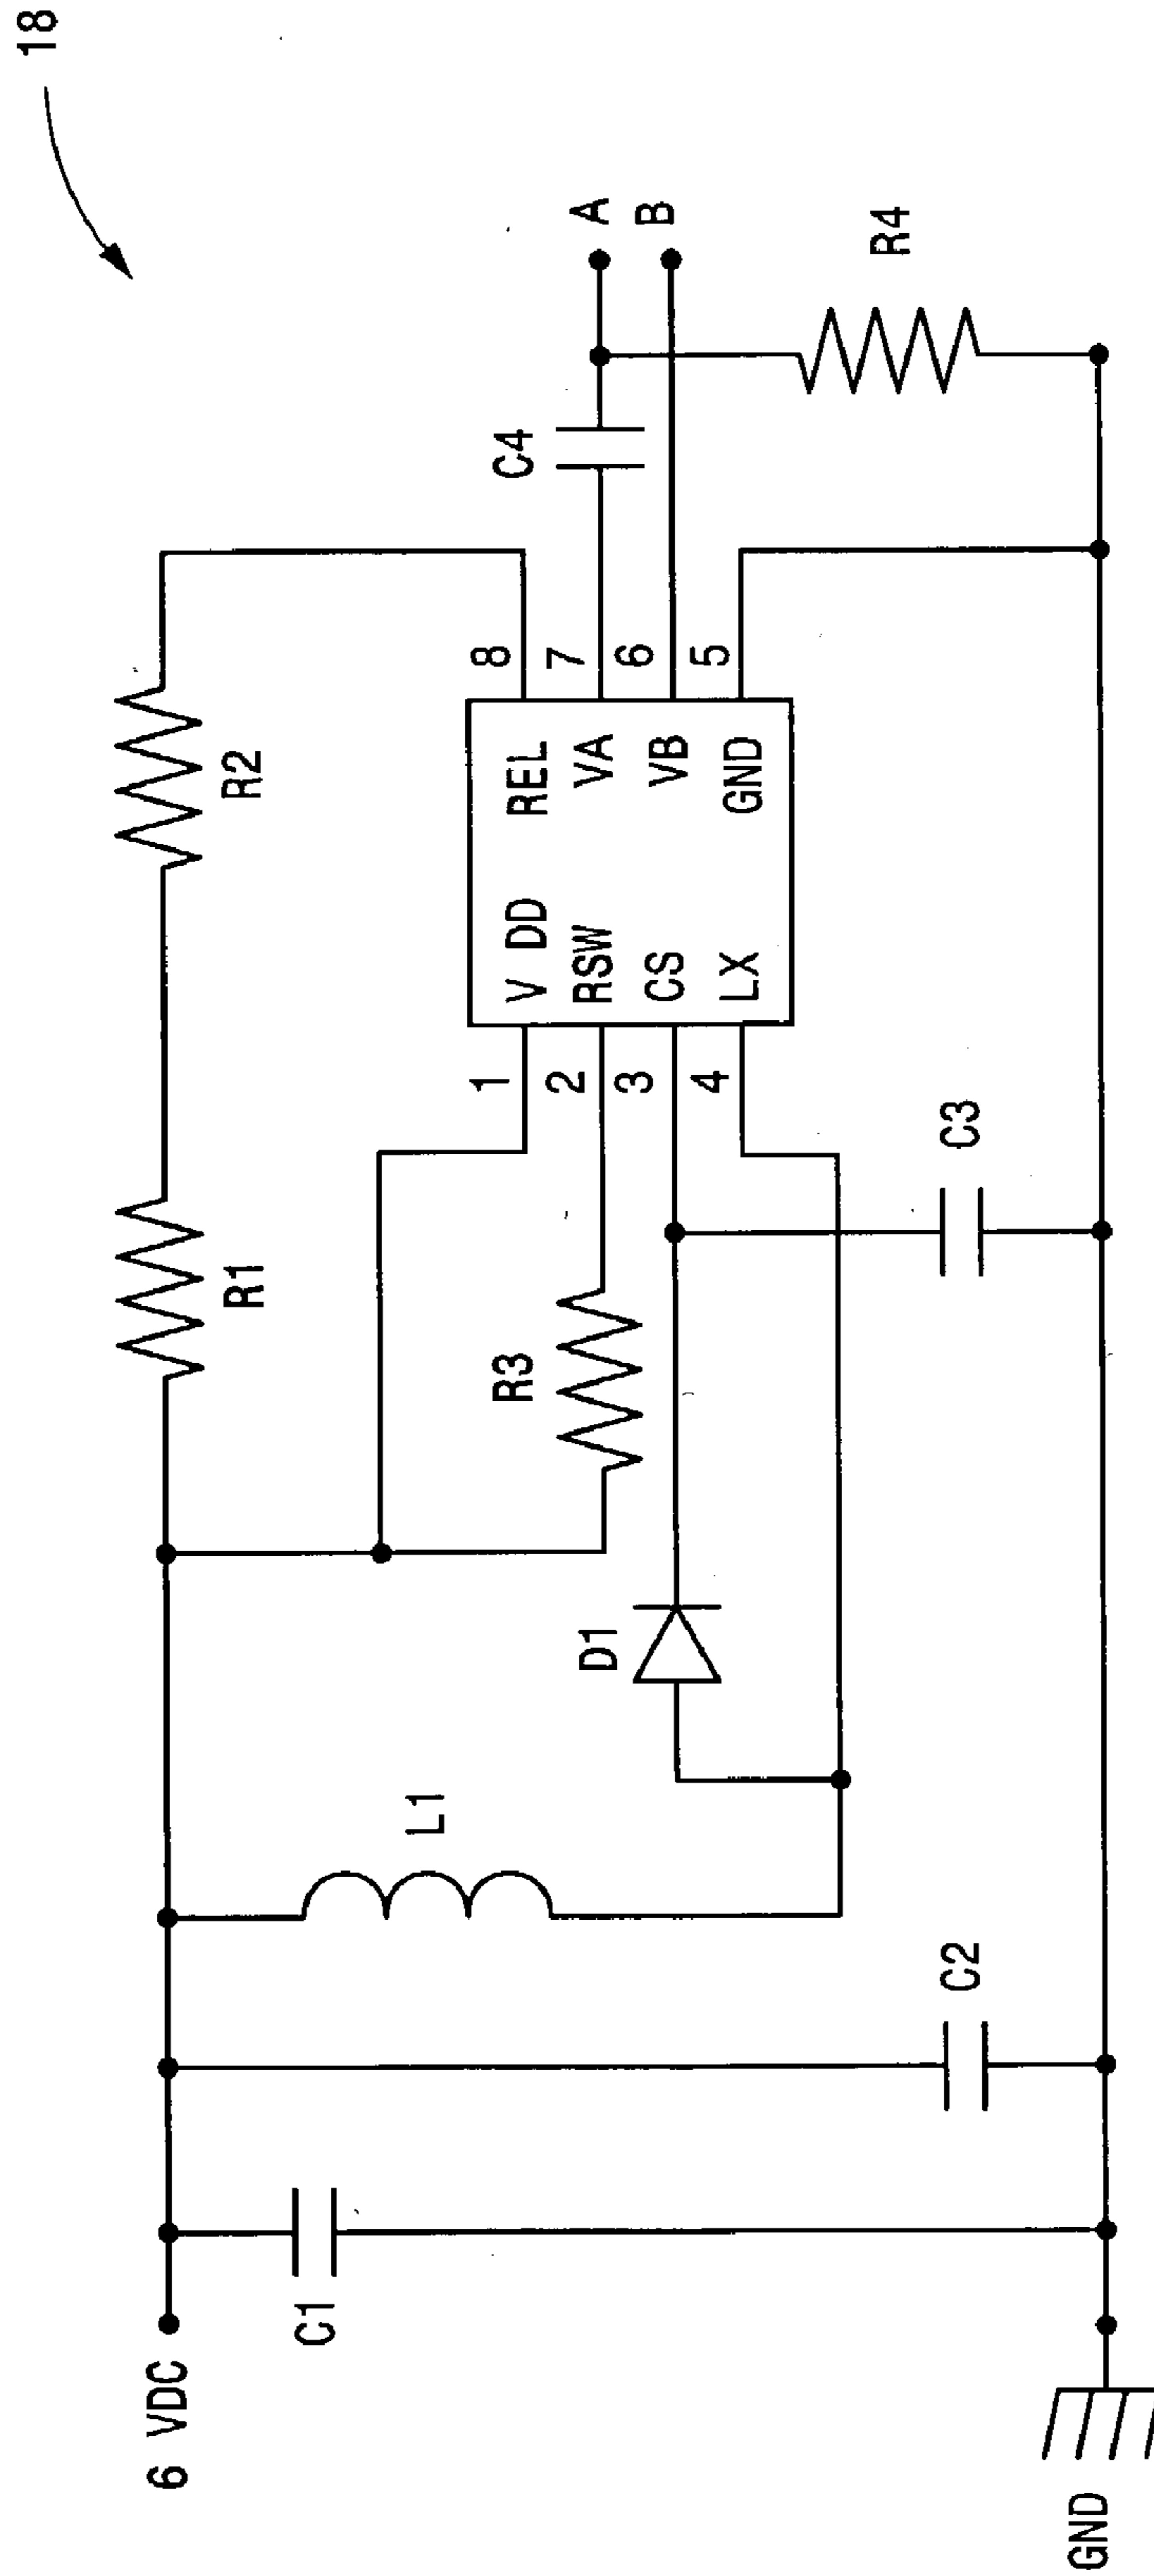 18
6 VDC
R1
R2
C1
C2
L1
D1
R3
1
2
3
4
V DD
RSW
CS
LX
REL
VA
VB
GND
8
7
6
5
C4
A
B
R4
C3
GND